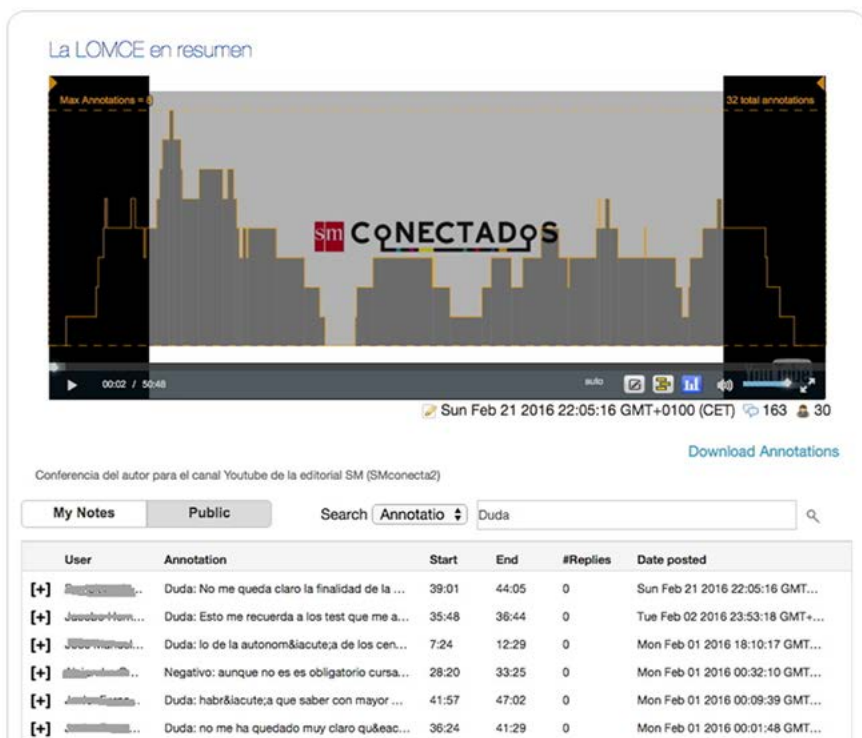 La LOMCE en resumen
Max Annotations = 8
32 total annotations
sm CONECTADOS
00:02 / 50:48
auto
YouTube
Sun Feb 21 2016 22:05:16 GMT+0100 (CET) 163 30
Download Annotations
Conferencia del autor para el canal Youtube de la editorial SM (SMconecta2)
My Notes Public Search Annotatio Duda
User Annotation Start End #Replies Date posted
[+] Duda: No me queda claro la finalidad de la ... 39:01 44:05 0 Sun Feb 21 2016 22:05:16 GMT...
[+] Duda: Esto me recuerda a los test que me a... 35:48 36:44 0 Tue Feb 02 2016 23:53:18 GMT+...
[+] Duda: lo de la autonom&iacute;a de los cen... 7:24 12:29 0 Mon Feb 01 2016 18:10:17 GMT...
[+] Negativo: aunque no es es obligatorio cursa... 28:20 33:25 0 Mon Feb 01 2016 00:32:10 GMT...
[+] Duda: habr&iacute;a que saber con mayor ... 41:57 47:02 0 Mon Feb 01 2016 00:09:39 GMT...
[+] Duda: no me ha quedado muy claro qu&eac... 36:24 41:29 0 Mon Feb 01 2016 00:01:48 GMT...